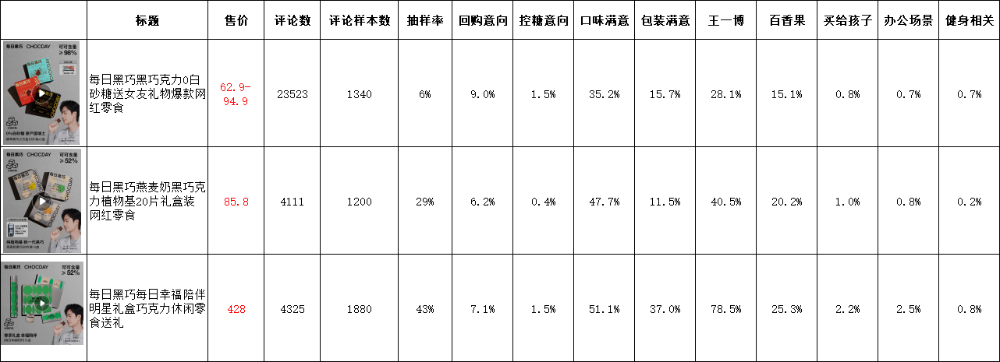 标题 售价 评论数 评论样本数 抽样率 回购意向 控糖意向 口味满意 包装满意 王一博 百香果 买给孩子 办公场景 健身相关
每日黑巧 CHOCDAY 可可含量
≥98%
0%白砂糖 原产国瑞士
每日黑巧黑巧克力0白
砂糖送女友礼物爆款网
红零食
62.9-
94.9
23523 1340 6% 9.0% 1.5% 35.2% 15.7% 28.1% 15.1% 0.8% 0.7% 0.7%
每日黑巧 CHOCDAY 可可含量
≥52%
纯植物基 新一代黑巧
每日黑巧燕麦奶黑巧克
力植物基20片礼盒装
网红零食
85.8 4111 1200 29% 6.2% 0.4% 47.7% 11.5% 40.5% 20.2% 1.0% 0.8% 0.2%
每日黑巧 CHOCDAY 可可含量
≥52%
尊享礼盒 幸福陪伴
每日黑巧每日幸福陪伴
明星礼盒巧克力休闲零
食送礼
428 4325 1880 43% 7.1% 1.5% 51.1% 37.0% 78.5% 25.3% 2.2% 2.5% 0.8%